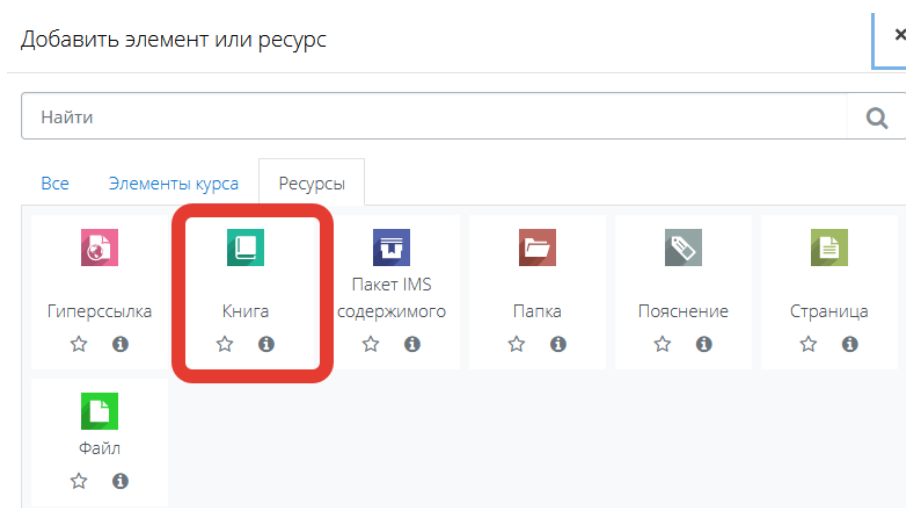 Добавить элемент или ресурс
Найти
Все Элементы курса Ресурсы
Гиперссылка
Книга
Пакет IMS
содержимого
Папка
Пояснение
Страница
Файл